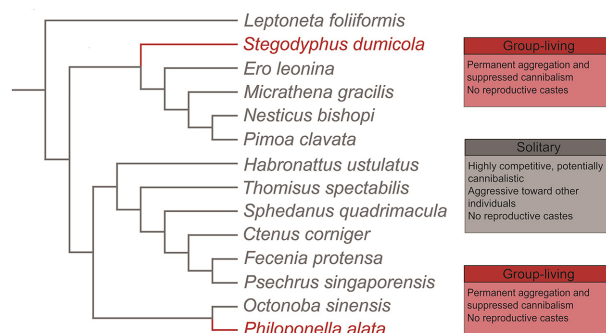 Leptoneta foliiformis
Stegodyphus dumicola
Ero leonina
Micrathena gracilis
Nesticus bishopi
Pimoa clavata
Habronattus ustulatus
Thomisus spectabilis
Sphedanus quadrimacula
Ctenus corniger
Fecenia protensa
Psechrus singaporensis
Octonoba sinensis
Philoponella alata
Group-living
Permanent aggregation and
suppressed cannibalism
No reproductive castes
Solitary
Highly competitive, potentially
cannibalistic
Aggressive toward other
individuals
No reproductive castes
Group-living
Permanent aggregation and
suppressed cannibalism
No reproductive castes